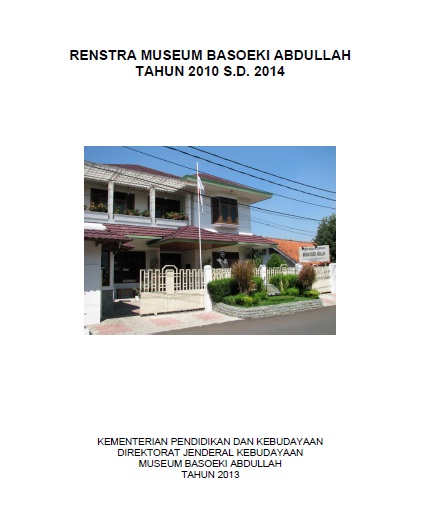 RENSTRA MUSEUM BASOEKI ABDULLAH
TAHUN 2010 S.D. 2014
KEMENTERIAN PENDIDIKAN DAN KEBUDAYAAN
DIREKTORAT JENDERAL KEBUDAYAAN
MUSEUM BASOEKI ABDULLAH
TAHUN 2013